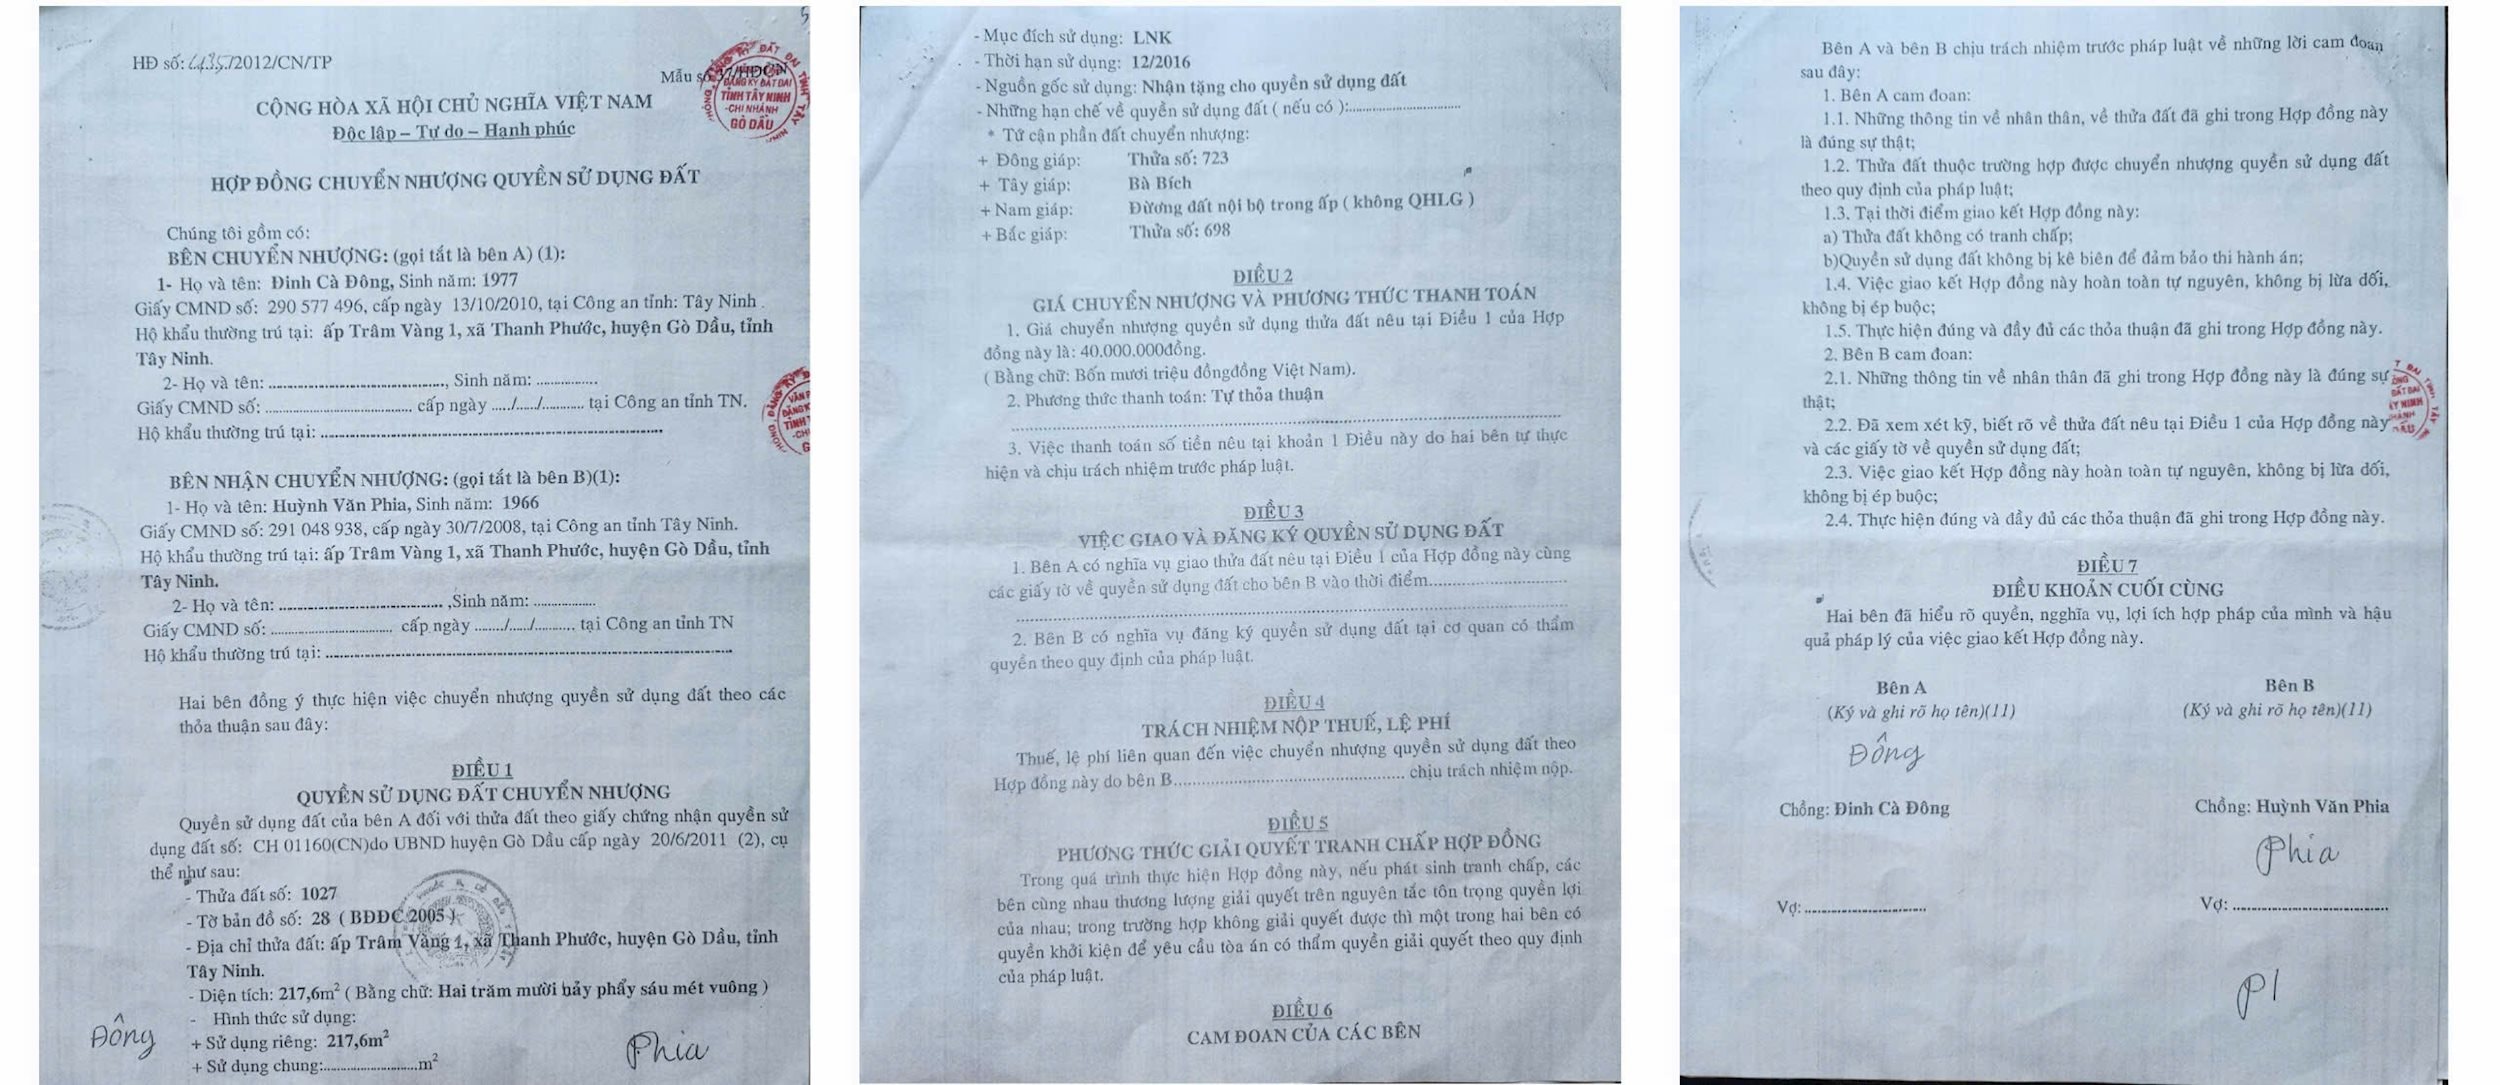 HĐ số: 435/2012/CN/TP
Mẫu số 37/HĐCN
CỘNG HÒA XÃ HỘI CHỦ NGHĨA VIỆT NAM
Độc lập – Tự do – Hạnh phúc
HỢP ĐỒNG CHUYỂN NHƯỢNG QUYỀN SỬ DỤNG ĐẤT
Chúng tôi gồm có:
BÊN CHUYỂN NHƯỢNG: (gọi tắt là bên A) (1):
1- Họ và tên: Đinh Cà Đông, Sinh năm: 1977
Giấy CMND số: 290 577 496, cấp ngày 13/10/2010, tại Công an tỉnh: Tây Ninh .
Hộ khẩu thường trú tại: ấp Trâm Vàng 1, xã Thanh Phước, huyện Gò Dầu, tỉnh
Tây Ninh.
2- Họ và tên: ............................................., Sinh năm: ................
Giấy CMND số: ...................................... cấp ngày ...../....../........... tại Công an tỉnh TN.
Hộ khẩu thường trú tại: ..........................................................................
BÊN NHẬN CHUYỂN NHƯỢNG: (gọi tắt là bên B)(1):
1- Họ và tên: Huỳnh Văn Phia, Sinh năm: 1966
Giấy CMND số: 291 048 938, cấp ngày 30/7/2008, tại Công an tỉnh Tây Ninh.
Hộ khẩu thường trú tại: ấp Trâm Vàng 1, xã Thanh Phước, huyện Gò Dầu, tỉnh
Tây Ninh.
2- Họ và tên: .......................................... ,Sinh năm: ................
Giấy CMND số: ................................ cấp ngày ......../....../........... tại Công an tỉnh TN
Hộ khẩu thường trú tại: ..........................................................................
Hai bên đồng ý thực hiện việc chuyển nhượng quyền sử dụng đất theo các
thỏa thuận sau đây:
ĐIỀU 1
QUYỀN SỬ DỤNG ĐẤT CHUYỂN NHƯỢNG
Quyền sử dụng đất của bên A đối với thửa đất theo giấy chứng nhận quyền sử
dụng đất số: CH 01160(CN)do UBND huyện Gò Dầu cấp ngày 20/6/2011 (2), cụ
thể như sau:
- Thửa đất số: 1027
- Tờ bản đồ số: 28 ( BĐĐC 2005 )
- Địa chỉ thửa đất: ấp Trâm Vàng 1, xã Thanh Phước, huyện Gò Dầu, tỉnh
Tây Ninh.
- Diện tích: 217,6m² ( Bằng chữ: Hai trăm mười bảy phẩy sáu mét vuông )
- Hình thức sử dụng:
+ Sử dụng riêng: 217,6m²
+ Sử dụng chung:..........................m²
Đông
Phia
ĐĂNG KÝ ĐẤT ĐAI
TỈNH TÂY NINH
-CHI NHÁNH
GÒ DẦU
- Mục đích sử dụng: LNK
- Thời hạn sử dụng: 12/2016
- Nguồn gốc sử dụng: Nhận tặng cho quyền sử dụng đất
- Những hạn chế về quyền sử dụng đất ( nếu có ):..............................
* Tứ cận phần đất chuyển nhượng:
+ Đông giáp: Thửa số: 723
+ Tây giáp: Bà Bích
+ Nam giáp: Đường đất nội bộ trong ấp ( không QHLG )
+ Bắc giáp: Thửa số: 698
ĐIỀU 2
GIÁ CHUYỂN NHƯỢNG VÀ PHƯƠNG THỨC THANH TOÁN
1. Giá chuyển nhượng quyền sử dụng thửa đất nêu tại Điều 1 của Hợp
đồng này là: 40.000.000đồng.
( Bằng chữ: Bốn mươi triệu đồngđồng Việt Nam).
2. Phương thức thanh toán: Tự thỏa thuận
..........................................................................
3. Việc thanh toán số tiền nêu tại khoản 1 Điều này do hai bên tự thực
hiện và chịu trách nhiệm trước pháp luật.
ĐIỀU 3
VIỆC GIAO VÀ ĐĂNG KÝ QUYỀN SỬ DỤNG ĐẤT
1. Bên A có nghĩa vụ giao thửa đất nêu tại Điều 1 của Hợp đồng này cùng
các giấy tờ về quyền sử dụng đất cho bên B vào thời điểm..............................
..........................................................................
2. Bên B có nghĩa vụ đăng ký quyền sử dụng đất tại cơ quan có thẩm
quyền theo quy định của pháp luật.
ĐIỀU 4
TRÁCH NHIỆM NỘP THUẾ, LỆ PHÍ
Thuế, lệ phí liên quan đến việc chuyển nhượng quyền sử dụng đất theo
Hợp đồng này do bên B.................................................. chịu trách nhiệm nộp.
ĐIỀU 5
PHƯƠNG THỨC GIẢI QUYẾT TRANH CHẤP HỢP ĐỒNG
Trong quá trình thực hiện Hợp đồng này, nếu phát sinh tranh chấp, các
bên cùng nhau thương lượng giải quyết trên nguyên tắc tôn trọng quyền lợi
của nhau; trong trường hợp không giải quyết được thì một trong hai bên có
quyền khởi kiện để yêu cầu tòa án có thẩm quyền giải quyết theo quy định
của pháp luật.
ĐIỀU 6
CAM ĐOAN CỦA CÁC BÊN
Bên A và bên B chịu trách nhiệm trước pháp luật về những lời cam đoan
sau đây:
1. Bên A cam đoan:
1.1. Những thông tin về nhân thân, về thửa đất đã ghi trong Hợp đồng này
là đúng sự thật;
1.2. Thửa đất thuộc trường hợp được chuyển nhượng quyền sử dụng đất
theo quy định của pháp luật;
1.3. Tại thời điểm giao kết Hợp đồng này:
a) Thửa đất không có tranh chấp;
b)Quyền sử dụng đất không bị kê biên để đảm bảo thi hành án;
1.4. Việc giao kết Hợp đồng này hoàn toàn tự nguyên, không bị lừa dối,
không bị ép buộc;
1.5. Thực hiện đúng và đầy đủ các thỏa thuận đã ghi trong Hợp đồng này.
2. Bên B cam đoan:
2.1. Những thông tin về nhân thân đã ghi trong Hợp đồng này là đúng sự
thật;
2.2. Đã xem xét kỹ, biết rõ về thửa đất nêu tại Điều 1 của Hợp đồng này
và các giấy tờ về quyền sử dụng đất;
2.3. Việc giao kết Hợp đồng này hoàn toàn tự nguyên, không bị lừa dối,
không bị ép buộc;
2.4. Thực hiện đúng và đầy đủ các thỏa thuận đã ghi trong Hợp đồng này.
ĐIỀU 7
ĐIỀU KHOẢN CUỐI CÙNG
Hai bên đã hiểu rõ quyền, ngghĩa vụ, lợi ích hợp pháp của mình và hậu
quả pháp lý của việc giao kết Hợp đồng này.
Bên A Bên B
(Ký và ghi rõ họ tên)(11) (Ký và ghi rõ họ tên)(11)
Đông
Chồng: Đinh Cà Đông Chồng: Huỳnh Văn Phia
Phia
Vợ: .............................. Vợ: ......................................